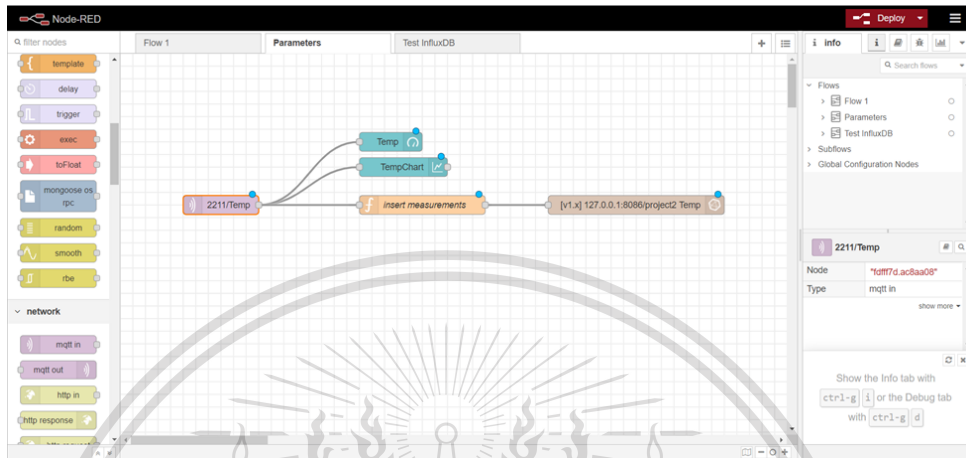 Node-RED
Deploy
filter nodes
Flow 1
Parameters
Test InfluxDB
i info
Search flows
template
delay
trigger
exec
toFloat
mongoose os
rpc
random
smooth
rbe
network
mqtt in
mqtt out
http in
http response
Temp
TempChart
2211/Temp
insert measurements
[v1.x] 127.0.0.1:8086/project2 Temp
Flows
Flow 1
Parameters
Test InfluxDB
Subflows
Global Configuration Nodes
2211/Temp
Node "fdfff7d.ac8aa08"
Type mqtt in
show more
Show the Info tab with
ctrl-g i or the Debug tab
with ctrl-g d